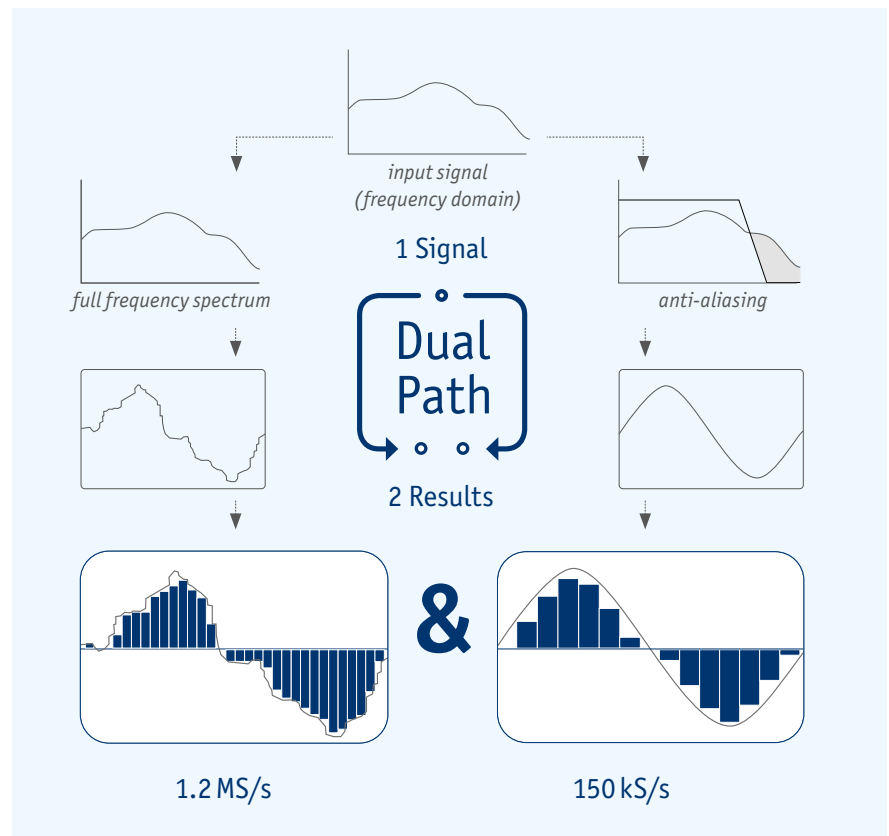 input signal
(frequency domain)
full frequency spectrum
1 Signal
anti-aliasing
Dual
Path
2 Results
&
1.2 MS/s
150 kS/s